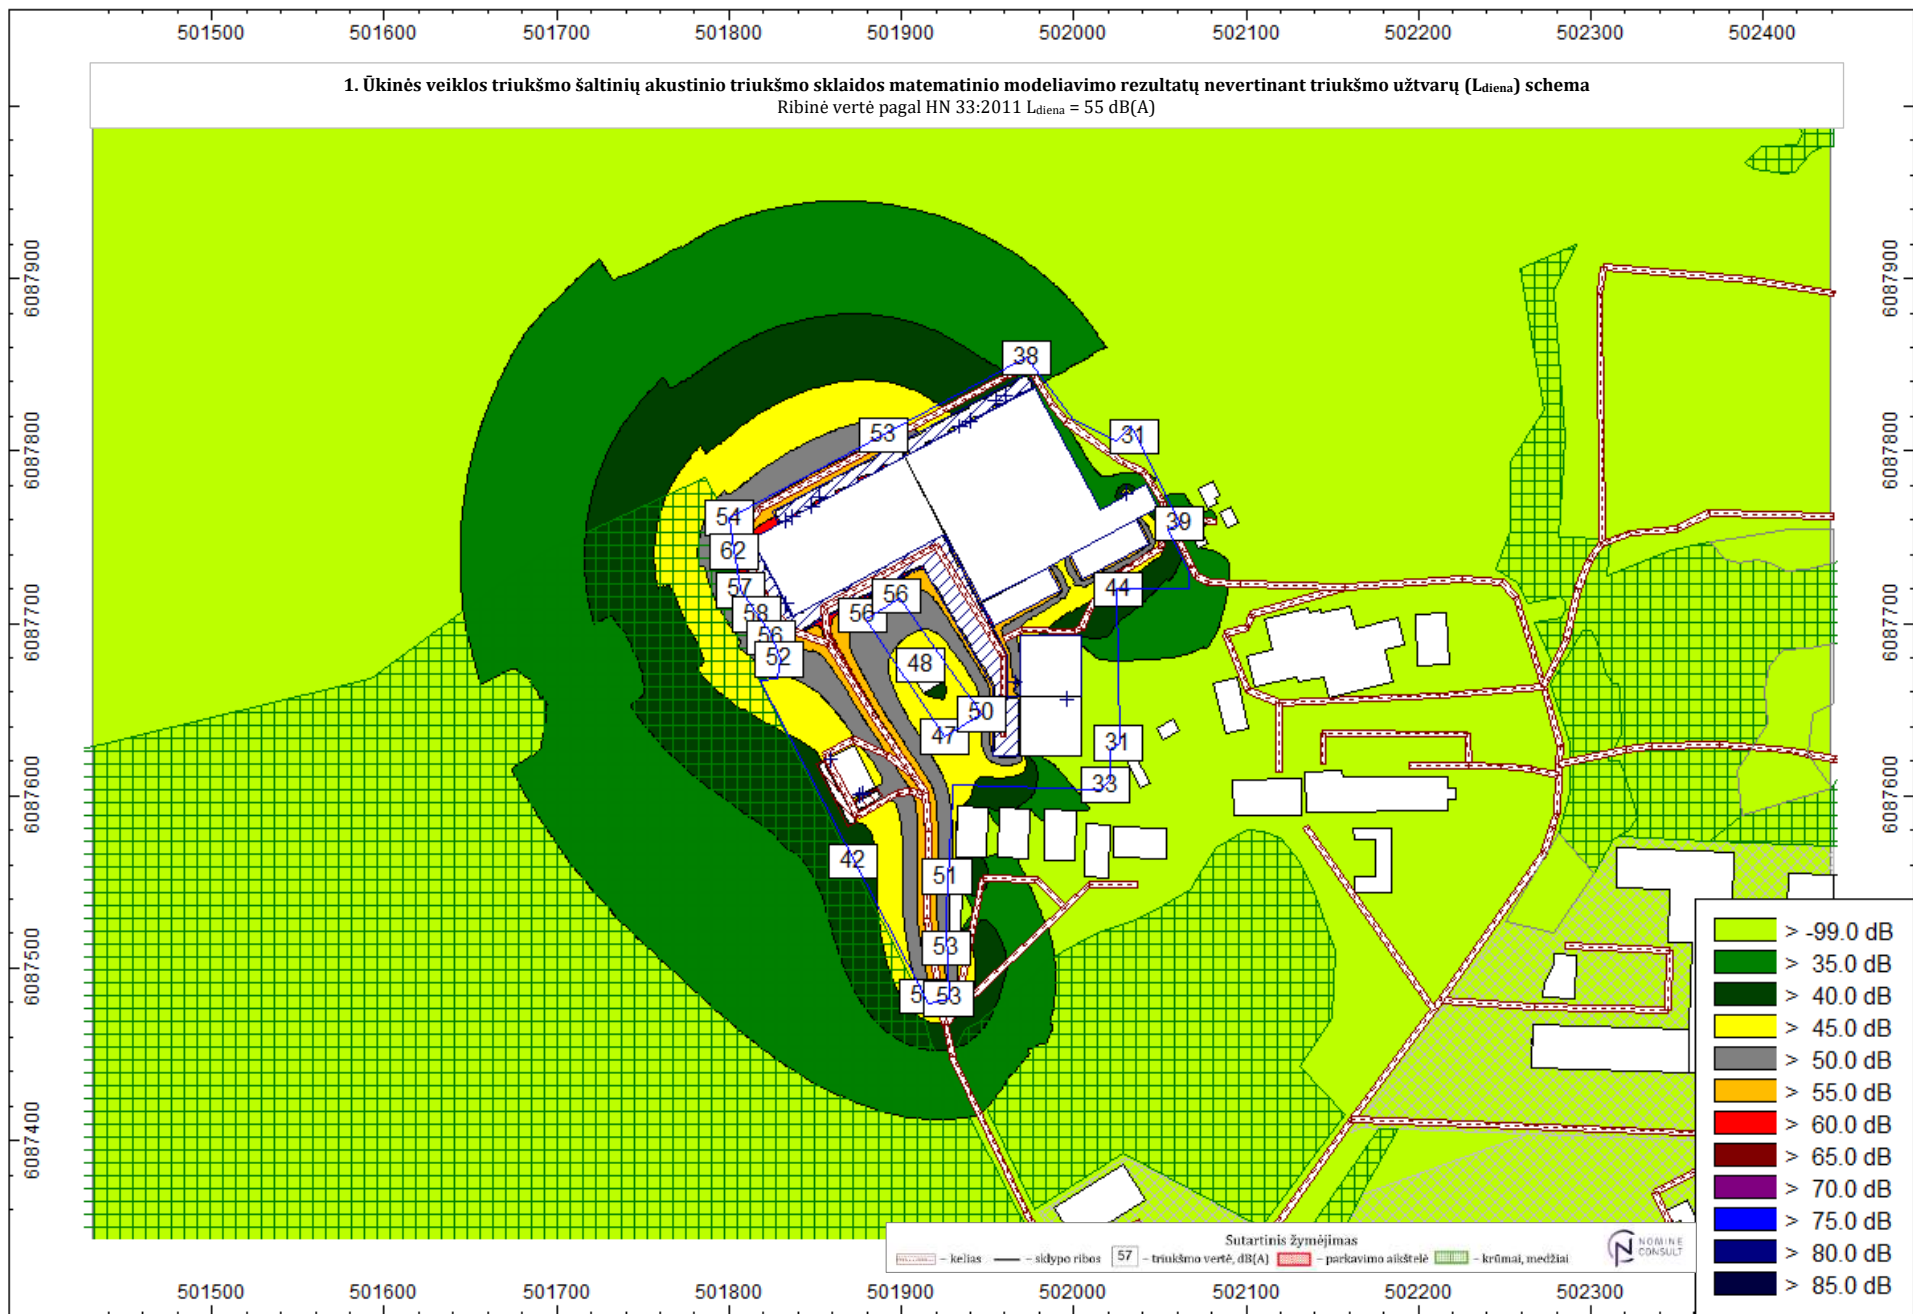 501500 501600 501700 501800 501900 502000 502100 502200 502300 502400
1. Ūkinės veiklos triukšmo šaltinių akustinio triukšmo sklaidos matematinio modeliavimo rezultatų nevertinant triukšmo užtvarų (Ldiena) schema
Ribinė vertė pagal HN 33:2011 Ldiena = 55 dB(A)
6087900 6087900
6087800 6087800
6087700 6087700
6087600 6087600
6087500
6087400
38
53
31
54
39
62
57
44
56
58
56
56
52
48
50
47
31
33
42
51
53
53
> -99.0 dB
> 35.0 dB
> 40.0 dB
> 45.0 dB
> 50.0 dB
> 55.0 dB
> 60.0 dB
> 65.0 dB
> 70.0 dB
> 75.0 dB
> 80.0 dB
> 85.0 dB
Sutartinis žymėjimas
– kelias – sklypo ribos 57 – triukšmo vertė, dB(A) – parkavimo aikštelė – krūmai, medžiai
NOMINE
CONSULT
501500 501600 501700 501800 501900 502000 502100 502200 502300